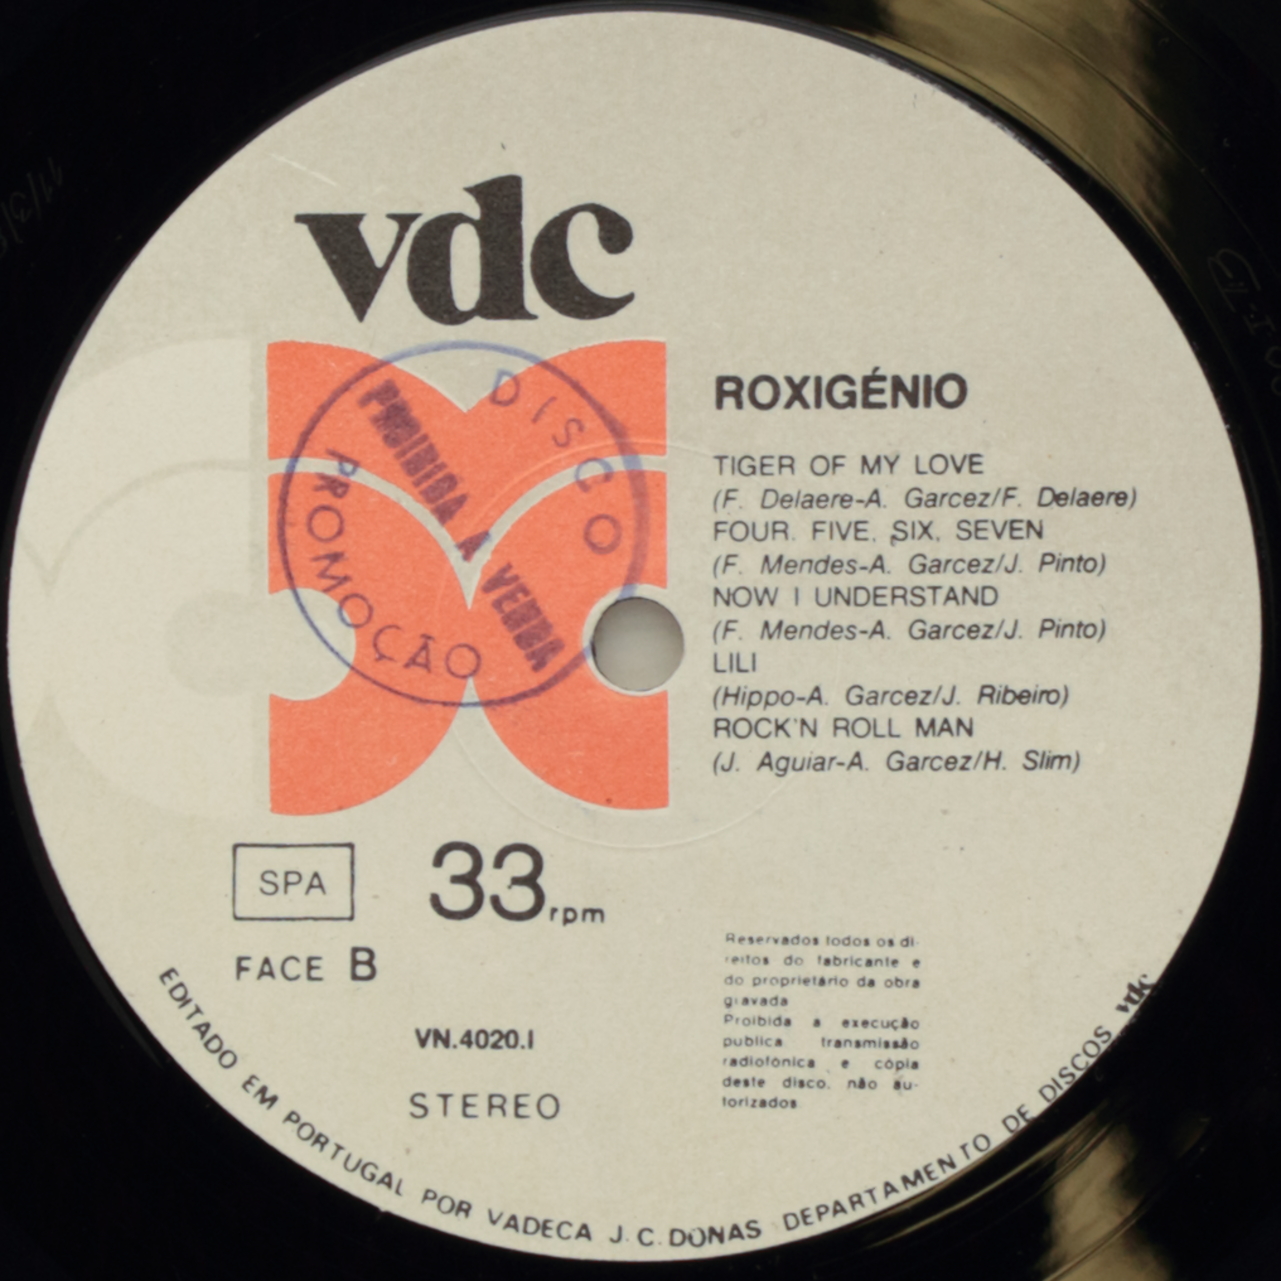 vdc
DISCO
PROMOÇÃO
PROIBIDA A VENDA
ROXIGÉNIO
TIGER OF MY LOVE
(F. Delaere-A. Garcez/F. Delaere)
FOUR, FIVE, SIX, SEVEN
(F. Mendes-A. Garcez/J. Pinto)
NOW I UNDERSTAND
(F. Mendes-A. Garcez/J. Pinto)
LILI
(Hippo-A. Garcez/J. Ribeiro)
ROCK'N ROLL MAN
(J. Aguiar-A. Garcez/H. Slim)
SPA
33 rpm
FACE B
VN.4020.I
STEREO
Reservados todos os di-
reitos do fabricante e
do proprietário da obra
gravada
Proibida a execução
publica, transmissão
radiofónica e cópia
deste disco, não au-
torizados
EDITADO EM PORTUGAL POR VADECA J.C. DONAS DEPARTAMENTO DE DISCOS vdc